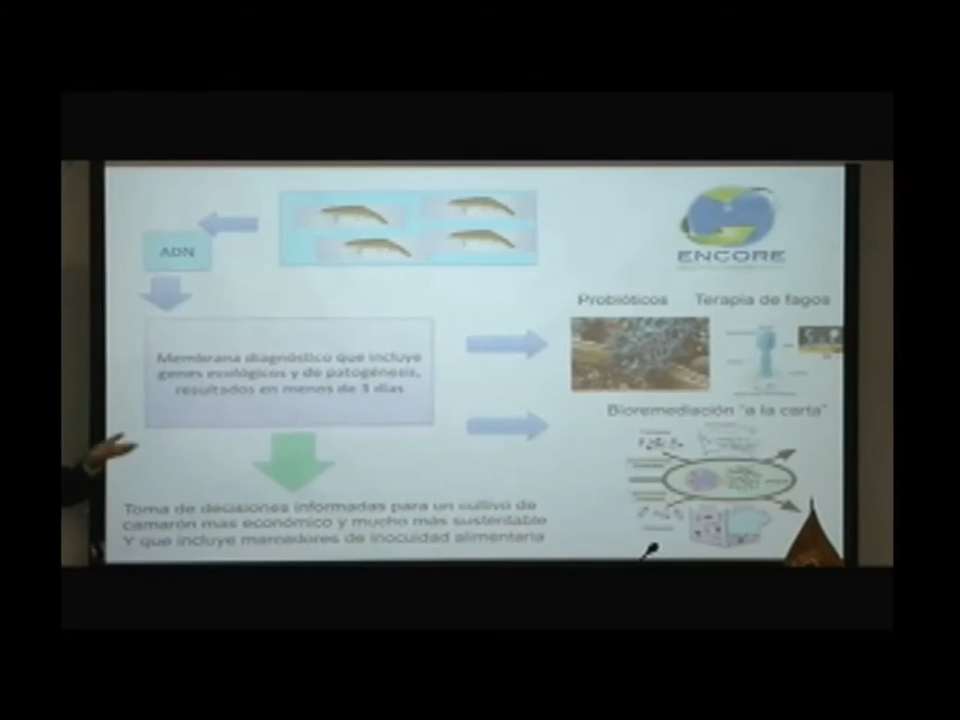 ADN
ENCORE
Probióticos
Terapia de fagos
Membrana diagnóstico que incluye
genes ecológicos y de patogénesis,
resultados en menos de 3 días
Bioremediación "a la carta"
Toma de decisiones informadas para un cultivo de
camarón mas económico y mucho más sustentable
Y que incluye marcadores de inocuidad alimentaria